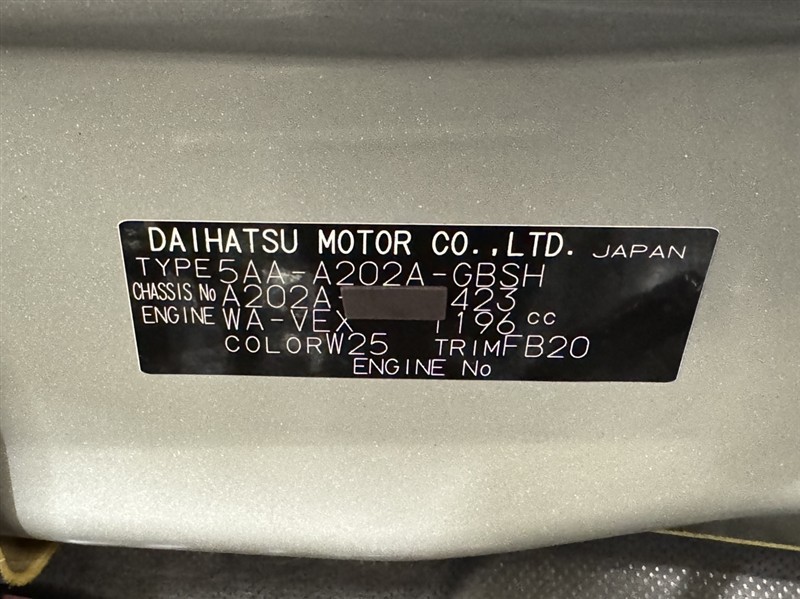 DAIHATSU MOTOR CO.,LTD. JAPAN
TYPE 5AA-A202A-GBSH
CHASSIS No A202A- 423
ENGINE WA-VEX 1196 cc
COLOR W25 TRIM FB20
ENGINE No